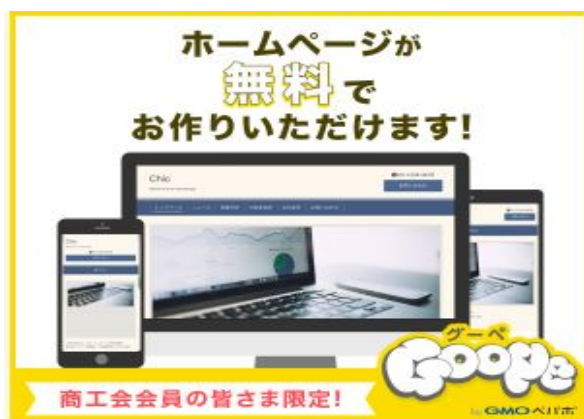 ホームページが
無料で
お作りいただけます!
Chic
グーペ
Goope
by GMOペパボ
商工会会員の皆さま限定!